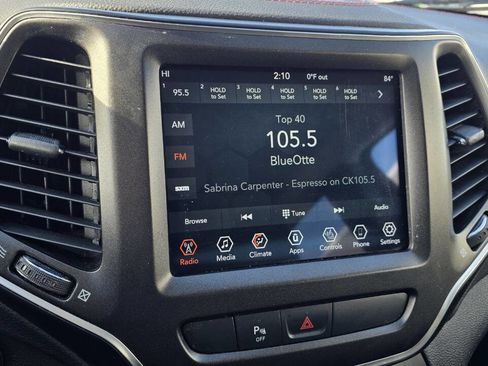 HI 2:10 0°F out 84°
1 95.5 2 HOLD to Set 3 HOLD to Set 4 HOLD to Set 5 HOLD to Set 6 HOLD to Set
AM
Top 40
105.5
FM
BlueOtte
sxm
Sabrina Carpenter - Espresso on CK105.5
Browse Tune Audio
Radio Media Climate Apps Controls Phone Settings
P OFF